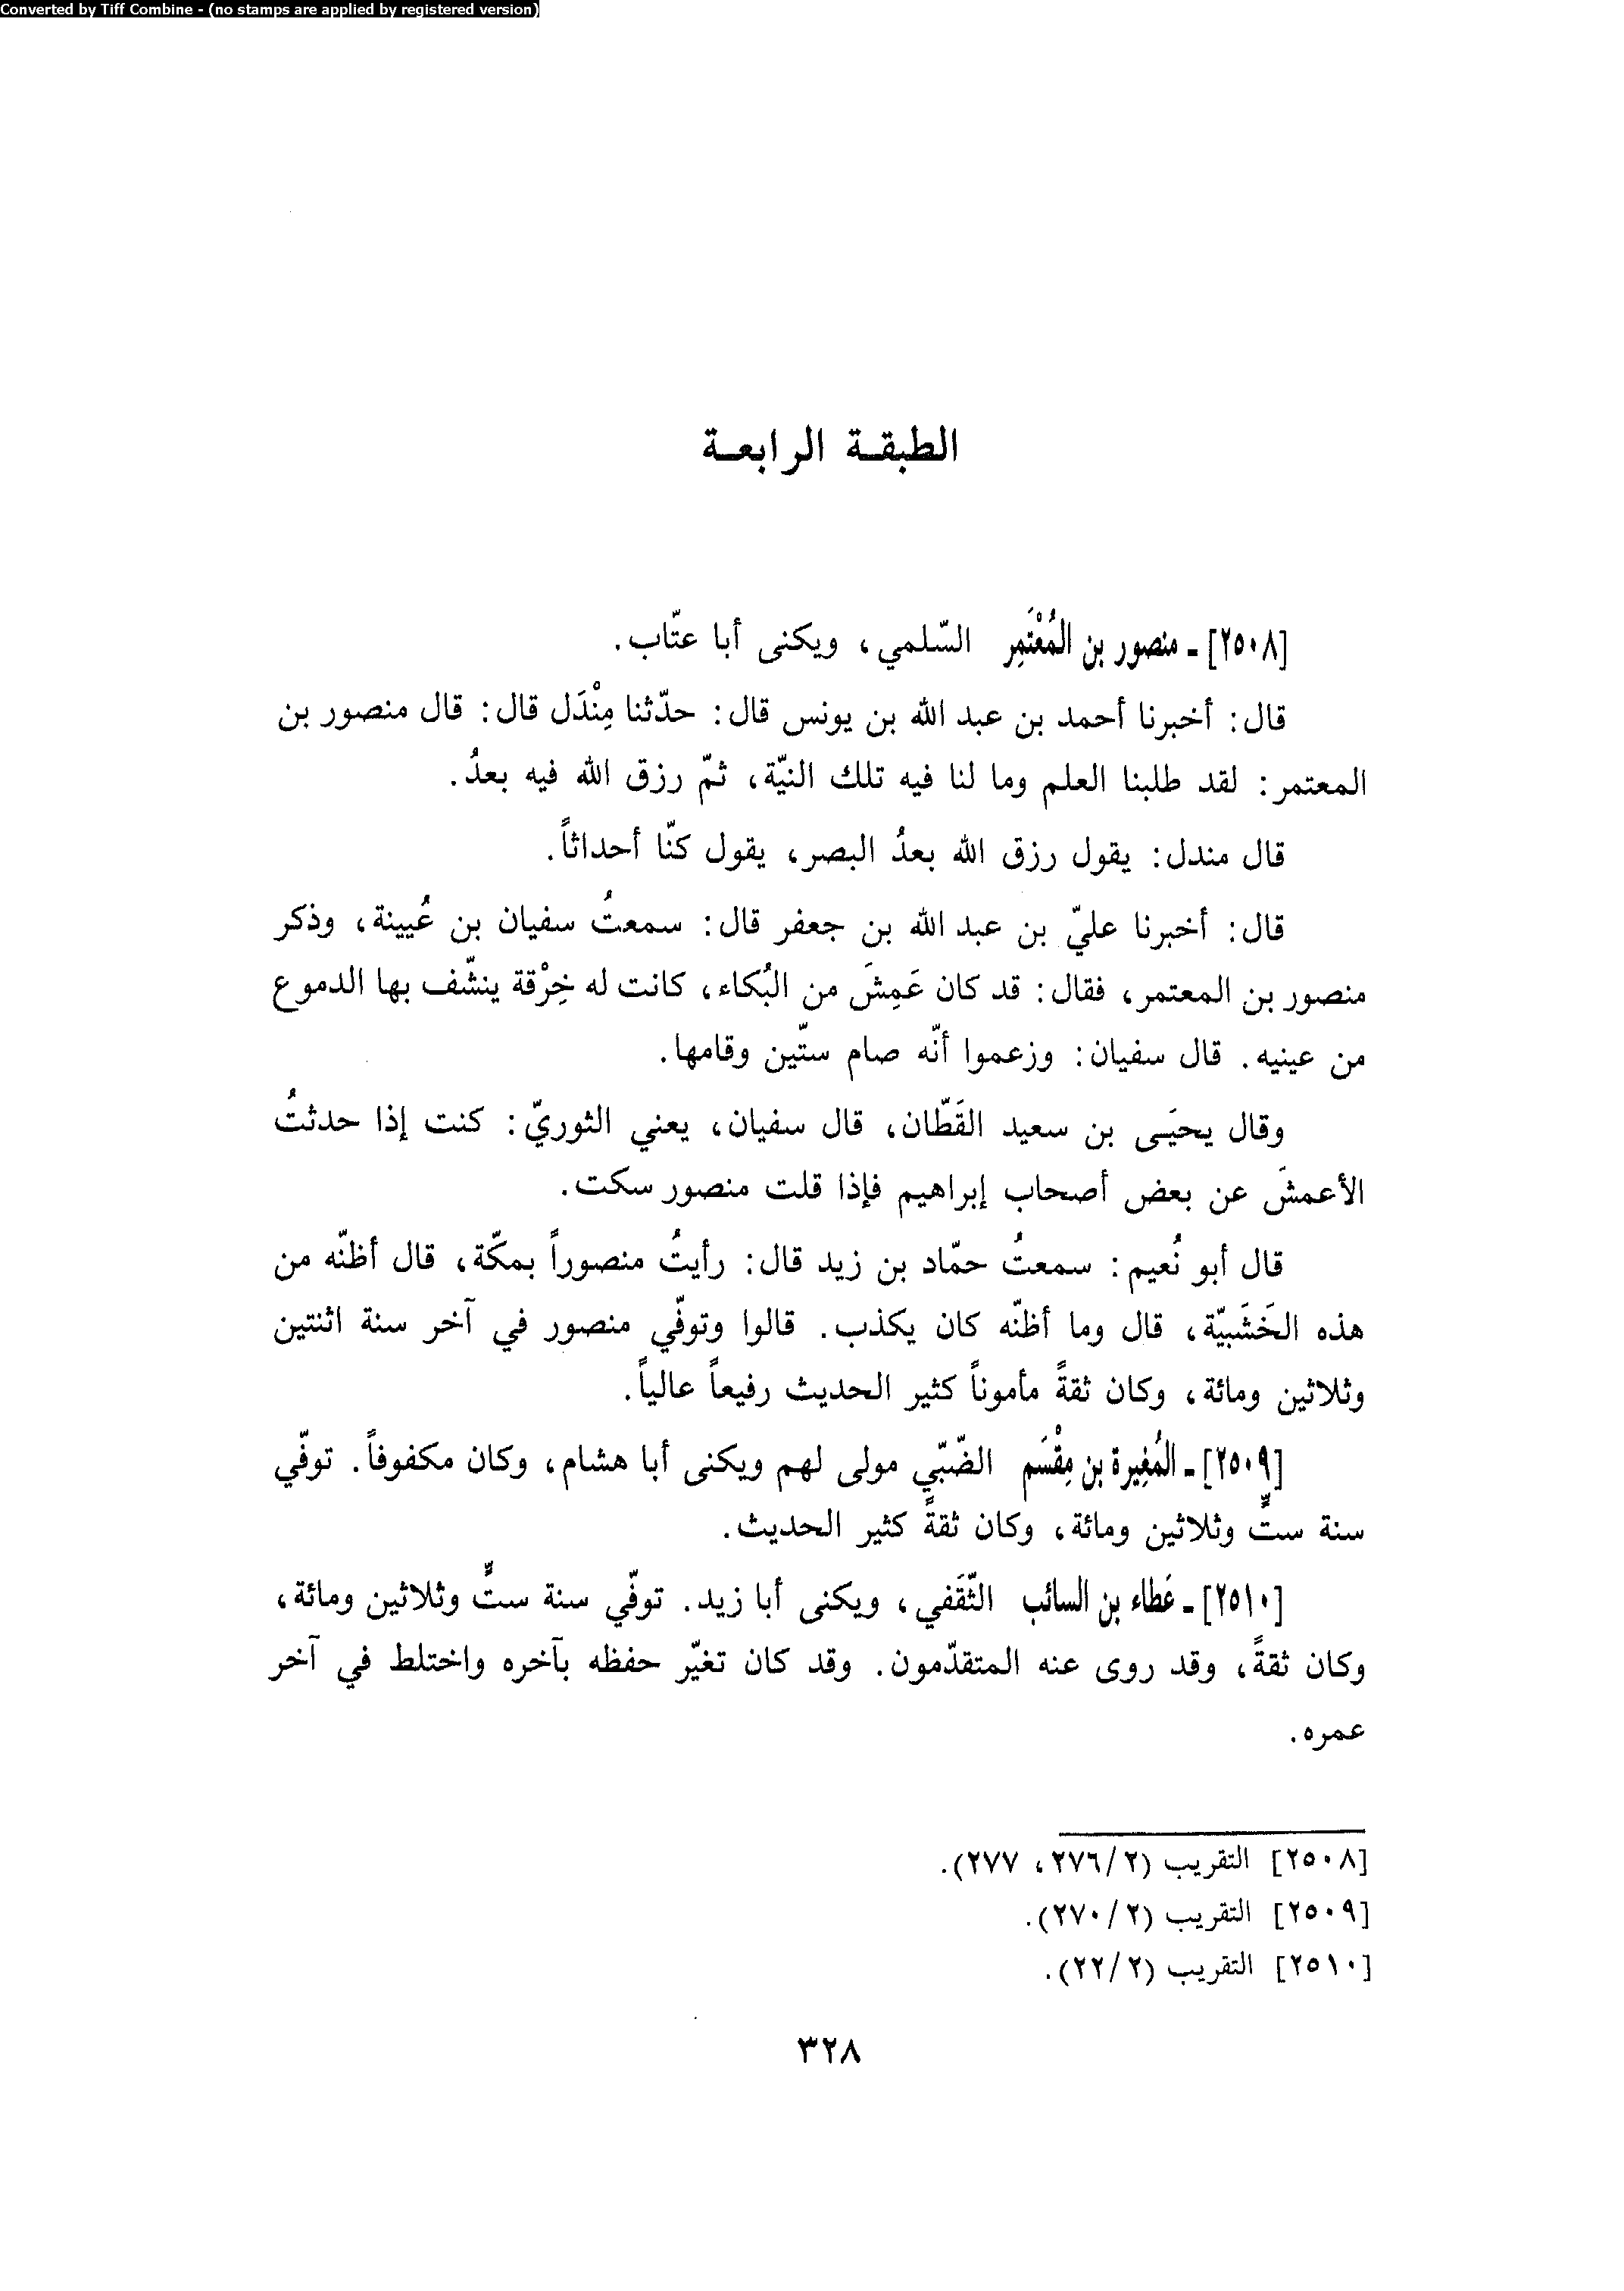 Converted by Tiff Combine - (no stamps are applied by registered version)
الطبقـة الرابعـة
[٢٥٠٨] ـ منصور بن المُعْتَمِر السّلمي، ويكنى أبا عتّاب.
قال: أخبرنا أحمد بن عبد الله بن يونس قال: حدّثنا مِنْدَل قال: قال منصور بن
المعتمر: لقد طلبنا العلم وما لنا فيه تلك النيّة، ثمّ رزق الله فيه بعدُ.
قال مندل: يقول رزق الله بعدُ البصر، يقول كنّا أحداثاً.
قال: أخبرنا عليّ بن عبد الله بن جعفر قال: سمعتُ سفيان بن عُيينة، وذكر
منصور بن المعتمر، فقال: قد كان عَمِشَ من البُكاء، كانت له خِرْقة ينشّف بها الدموع
من عينيه. قال سفيان: وزعموا أنّه صام ستّين وقامها.
وقال يحيَـى بن سعيد القَطّان، قال سفيان، يعني الثوريّ: كنت إذا حدثتُ
الأعمشَ عن بعض أصحاب إبراهيم فإذا قلت منصور سكت.
قال أبو نُعيم: سمعتُ حمّاد بن زيد قال: رأيتُ منصوراً بمكّة، قال أظنّه من
هذه الخَشَبيّة، قال وما أظنّه كان يكذب. قالوا وتوفّي منصور في آخر سنة اثنتين
وثلاثين ومائة، وكان ثقةً مأموناً كثير الحديث رفيعاً عالياً.
[٢٥٠٩] ـ المُغِيرة بن مِقْسَم الضّبّي مولى لهم ويكنى أبا هشام، وكان مكفوفاً. توفّي
سنة ستٍّ وثلاثين ومائة، وكان ثقةً كثير الحديث.
[٢٥١٠] ـ عَطاء بن السائب الثّقَفي، ويكنى أبا زيد. توفّي سنة ستٍّ وثلاثين ومائة،
وكان ثقةً، وقد روى عنه المتقدّمون. وقد كان تغيّر حفظه بآخره واختلط في آخر
عمره.
[٢٥٠٨] التقريب (٢/ ٢٧٦، ٢٧٧).
[٢٥٠٩] التقريب (٢/ ٢٧٠).
[٢٥١٠] التقريب (٢/ ٢٢).
٣٢٨